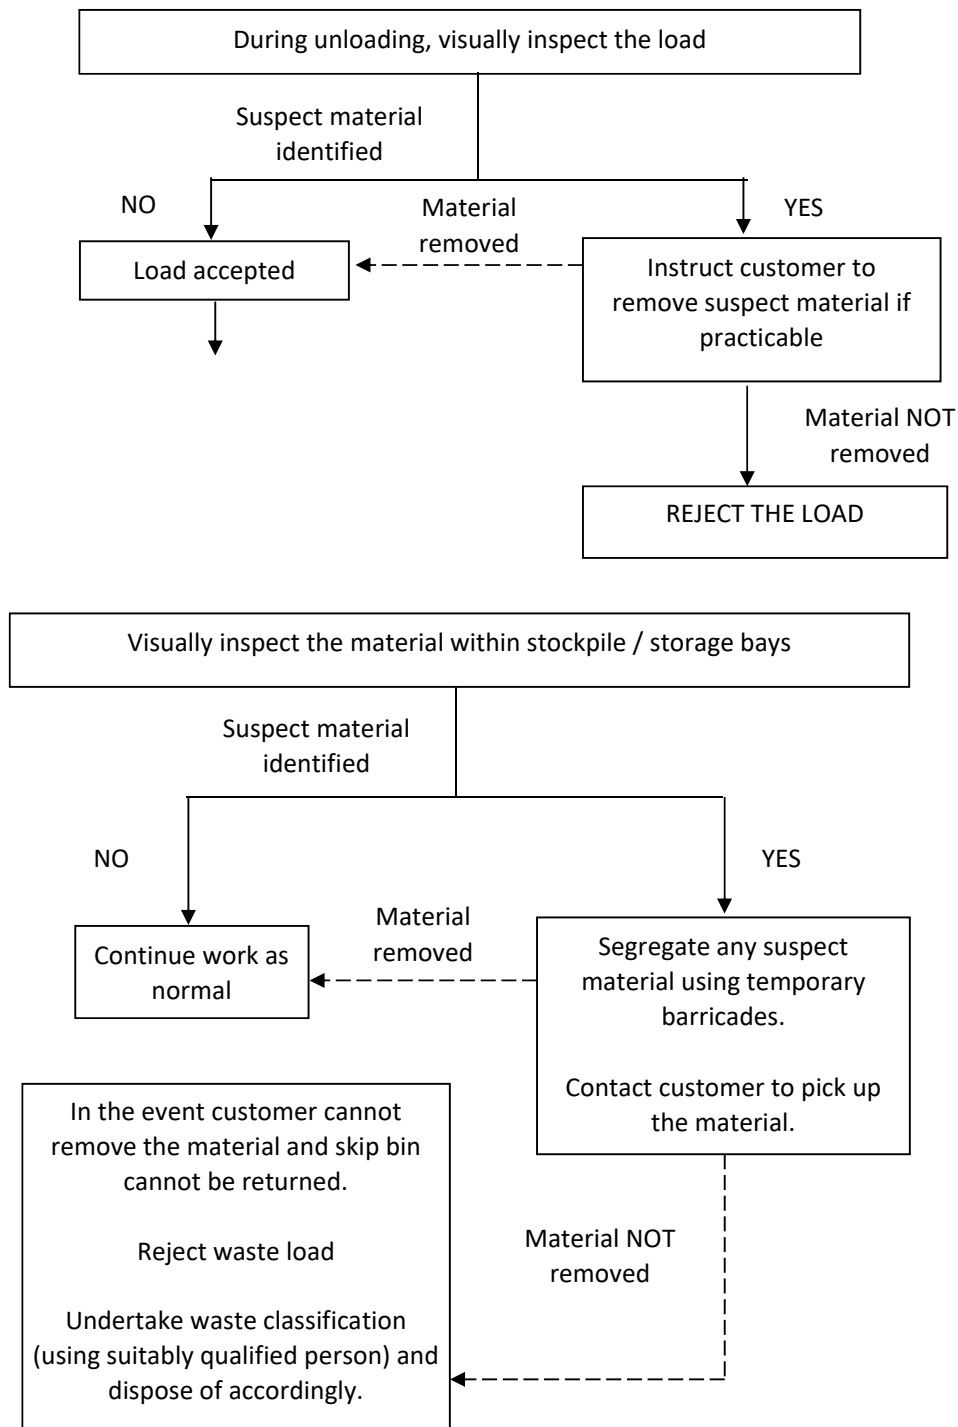 During unloading, visually inspect the load
Suspect material
identified
NO
Material
removed
YES
Load accepted
Instruct customer to
remove suspect material if
practicable
Material NOT
removed
REJECT THE LOAD
Visually inspect the material within stockpile / storage bays
Suspect material
identified
NO
YES
Material
removed
Continue work as
normal
Segregate any suspect
material using temporary
barricades.
Contact customer to pick up
the material.
In the event customer cannot
remove the material and skip bin
cannot be returned.
Reject waste load
Undertake waste classification
(using suitably qualified person) and
dispose of accordingly.
Material NOT
removed